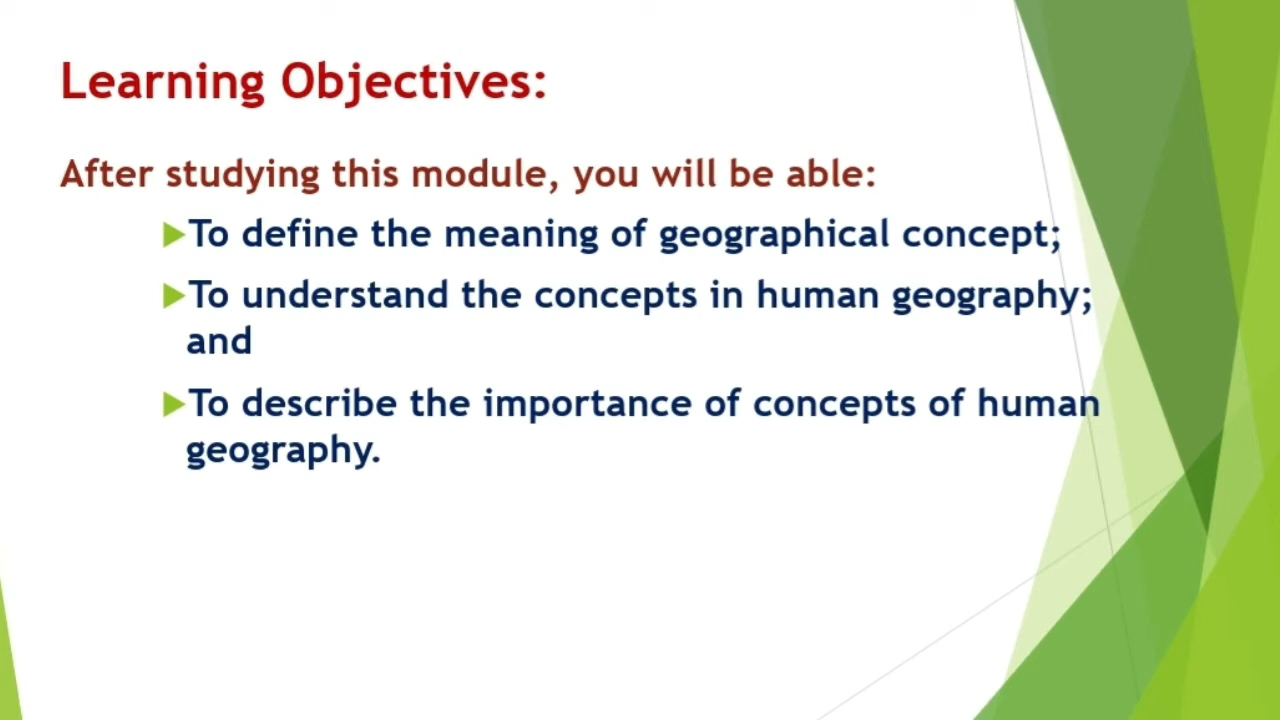 Learning Objectives:
After studying this module, you will be able:
To define the meaning of geographical concept;
To understand the concepts in human geography;
and
To describe the importance of concepts of human
geography.